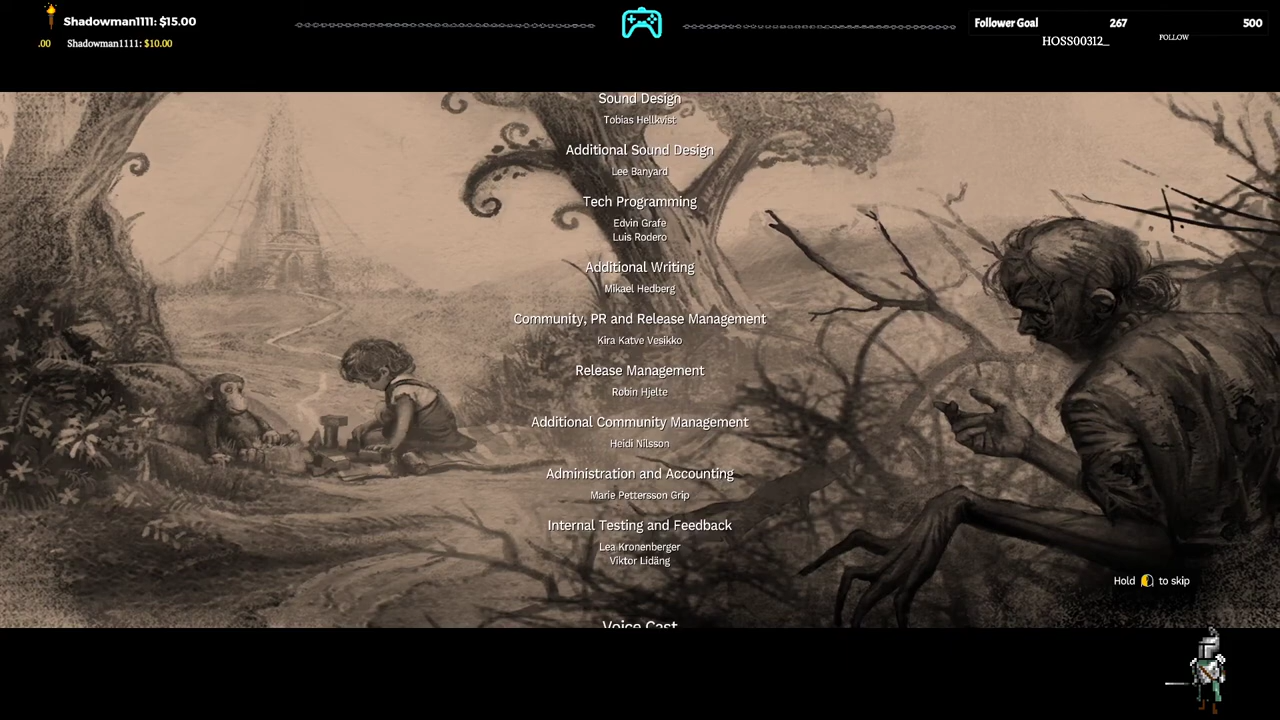 Shadowman1111: $15.00
.00 Shadowman1111: $10.00
Follower Goal 267 500
HOSS00312_ FOLLOW
Sound Design
Tobias Hellkvist
Additional Sound Design
Lee Banyard
Tech Programming
Edvin Grafe
Luis Rodero
Additional Writing
Mikael Hedberg
Community, PR and Release Management
Kira Katve Vesikko
Release Management
Robin Hjelte
Additional Community Management
Heidi Nilsson
Administration and Accounting
Marie Pettersson Grip
Internal Testing and Feedback
Lea Kronenberger
Viktor Lidäng
Hold to skip
Voice Cast